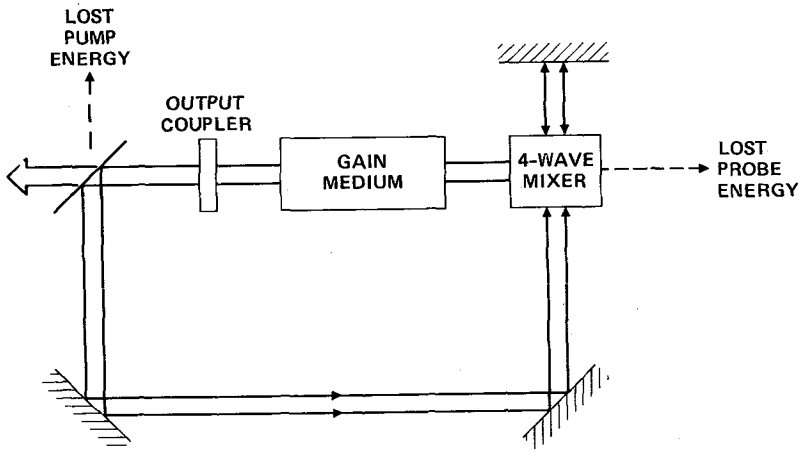 LOST
PUMP
ENERGY
OUTPUT
COUPLER
GAIN
MEDIUM
4-WAVE
MIXER
LOST
PROBE
ENERGY